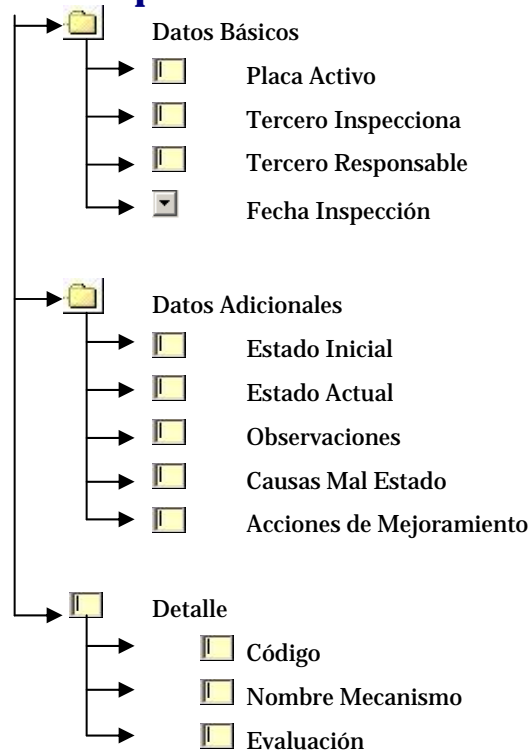 Datos Básicos
Placa Activo
Tercero Inspecciona
Tercero Responsable
Fecha Inspección
Datos Adicionales
Estado Inicial
Estado Actual
Observaciones
Causas Mal Estado
Acciones de Mejoramiento
Detalle
Código
Nombre Mecanismo
Evaluación